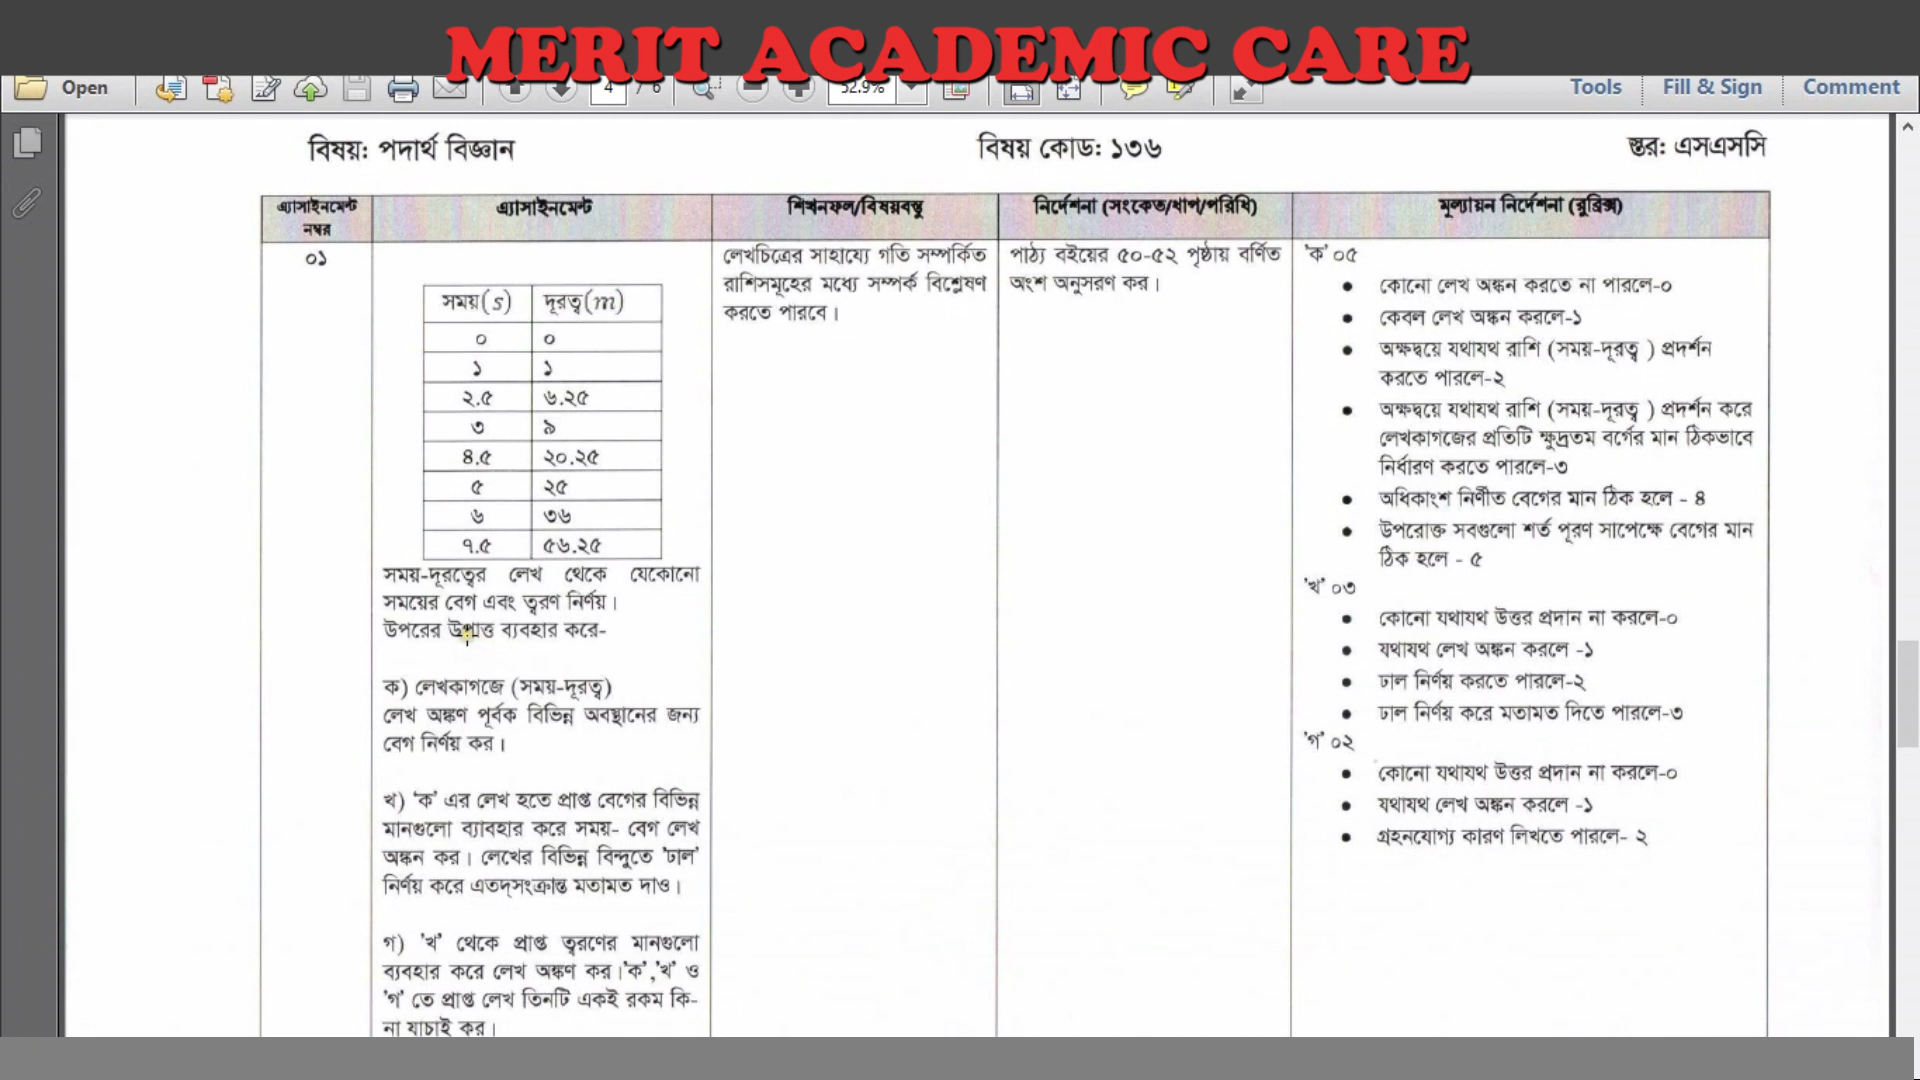 MERIT ACADEMIC CARE
Open
4 / 6
52.9%
Tools
Fill & Sign
Comment
বিষয়: পদার্থ বিজ্ঞান
বিষয় কোড: ১৩৬
স্তর: এসএসসি
এ্যাসাইনমেন্ট
নম্বর
এ্যাসাইনমেন্ট
শিখনফল/বিষয়বস্তু
নির্দেশনা (সংকেত/ধাপ/পরিধি)
মূল্যায়ন নির্দেশনা (রুব্রিক্স)
০১
সময়(s) দূরত্ব(m)
০ ০
১ ১
২.৫ ৬.২৫
৩ ৯
৪.৫ ২০.২৫
৫ ২৫
৬ ৩৬
৭.৫ ৫৬.২৫
সময়-দূরত্বের লেখ থেকে যেকোনো
সময়ের বেগ এবং ত্বরণ নির্ণয়।
উপরের উপাত্ত ব্যবহার করে-
ক) লেখকাগজে (সময়-দূরত্ব)
লেখ অঙ্কণ পূর্বক বিভিন্ন অবস্থানের জন্য
বেগ নির্ণয় কর।
খ) 'ক' এর লেখ হতে প্রাপ্ত বেগের বিভিন্ন
মানগুলো ব্যাবহার করে সময়- বেগ লেখ
অঙ্কন কর। লেখের বিভিন্ন বিন্দুতে 'ঢাল'
নির্ণয় করে এতদ্‌সংক্রান্ত মতামত দাও।
গ) 'খ' থেকে প্রাপ্ত ত্বরণের মানগুলো
ব্যবহার করে লেখ অঙ্কণ কর।'ক','খ' ও
'গ' তে প্রাপ্ত লেখ তিনটি একই রকম কি-
না যাচাই কর।
লেখচিত্রের সাহায্যে গতি সম্পর্কিত
রাশিসমূহের মধ্যে সম্পর্ক বিশ্লেষণ
করতে পারবে।
পাঠ্য বইয়ের ৫০-৫২ পৃষ্ঠায় বর্ণিত
অংশ অনুসরণ কর।
'ক' ০৫
কোনো লেখ অঙ্কন করতে না পারলে-০
কেবল লেখ অঙ্কন করলে-১
অক্ষদ্বয়ে যথাযথ রাশি (সময়-দূরত্ব ) প্রদর্শন
করতে পারলে-২
অক্ষদ্বয়ে যথাযথ রাশি (সময়-দূরত্ব ) প্রদর্শন করে
লেখকাগজের প্রতিটি ক্ষুদ্রতম বর্গের মান ঠিকভাবে
নির্ধারণ করতে পারলে-৩
অধিকাংশ নির্ণীত বেগের মান ঠিক হলে - ৪
উপরোক্ত সবগুলো শর্ত পূরণ সাপেক্ষে বেগের মান
ঠিক হলে - ৫
'খ' ০৩
কোনো যথাযথ উত্তর প্রদান না করলে-০
যথাযথ লেখ অঙ্কন করলে -১
ঢাল নির্ণয় করতে পারলে-২
ঢাল নির্ণয় করে মতামত দিতে পারলে-৩
'গ' ০২
কোনো যথাযথ উত্তর প্রদান না করলে-০
যথাযথ লেখ অঙ্কন করলে -১
গ্রহনযোগ্য কারণ লিখতে পারলে- ২